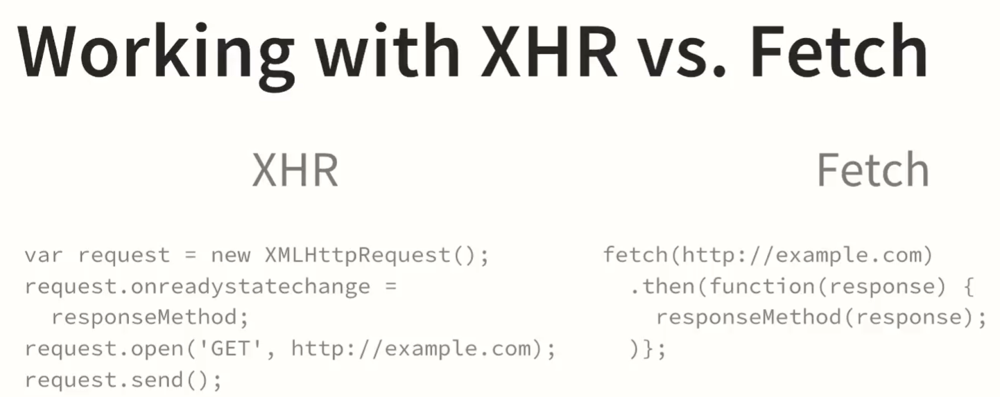 Working with XHR vs. Fetch
XHR
var request = new XMLHttpRequest();
request.onreadystatechange =
  responseMethod;
request.open('GET', http://example.com);
request.send();
Fetch
fetch(http://example.com)
  .then(function(response) {
    responseMethod(response);
  )};